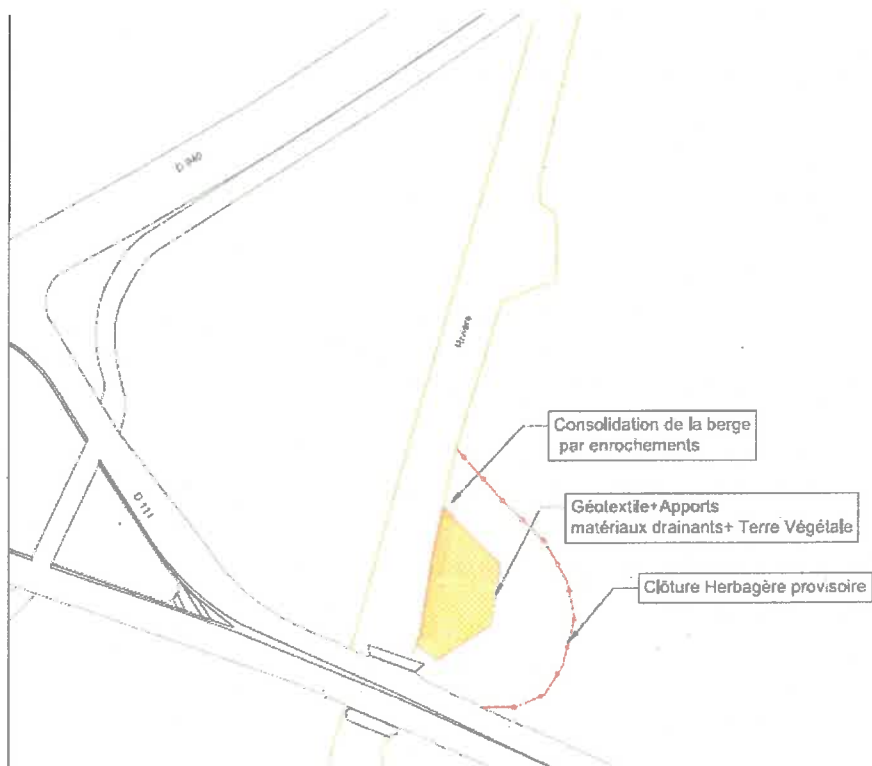 D 940
Rivière
Consolidation de la berge
par enrochements
Géotextile+Apports
matériaux drainants+ Terre Végétale
D 111
Clôture Herbagère provisoire